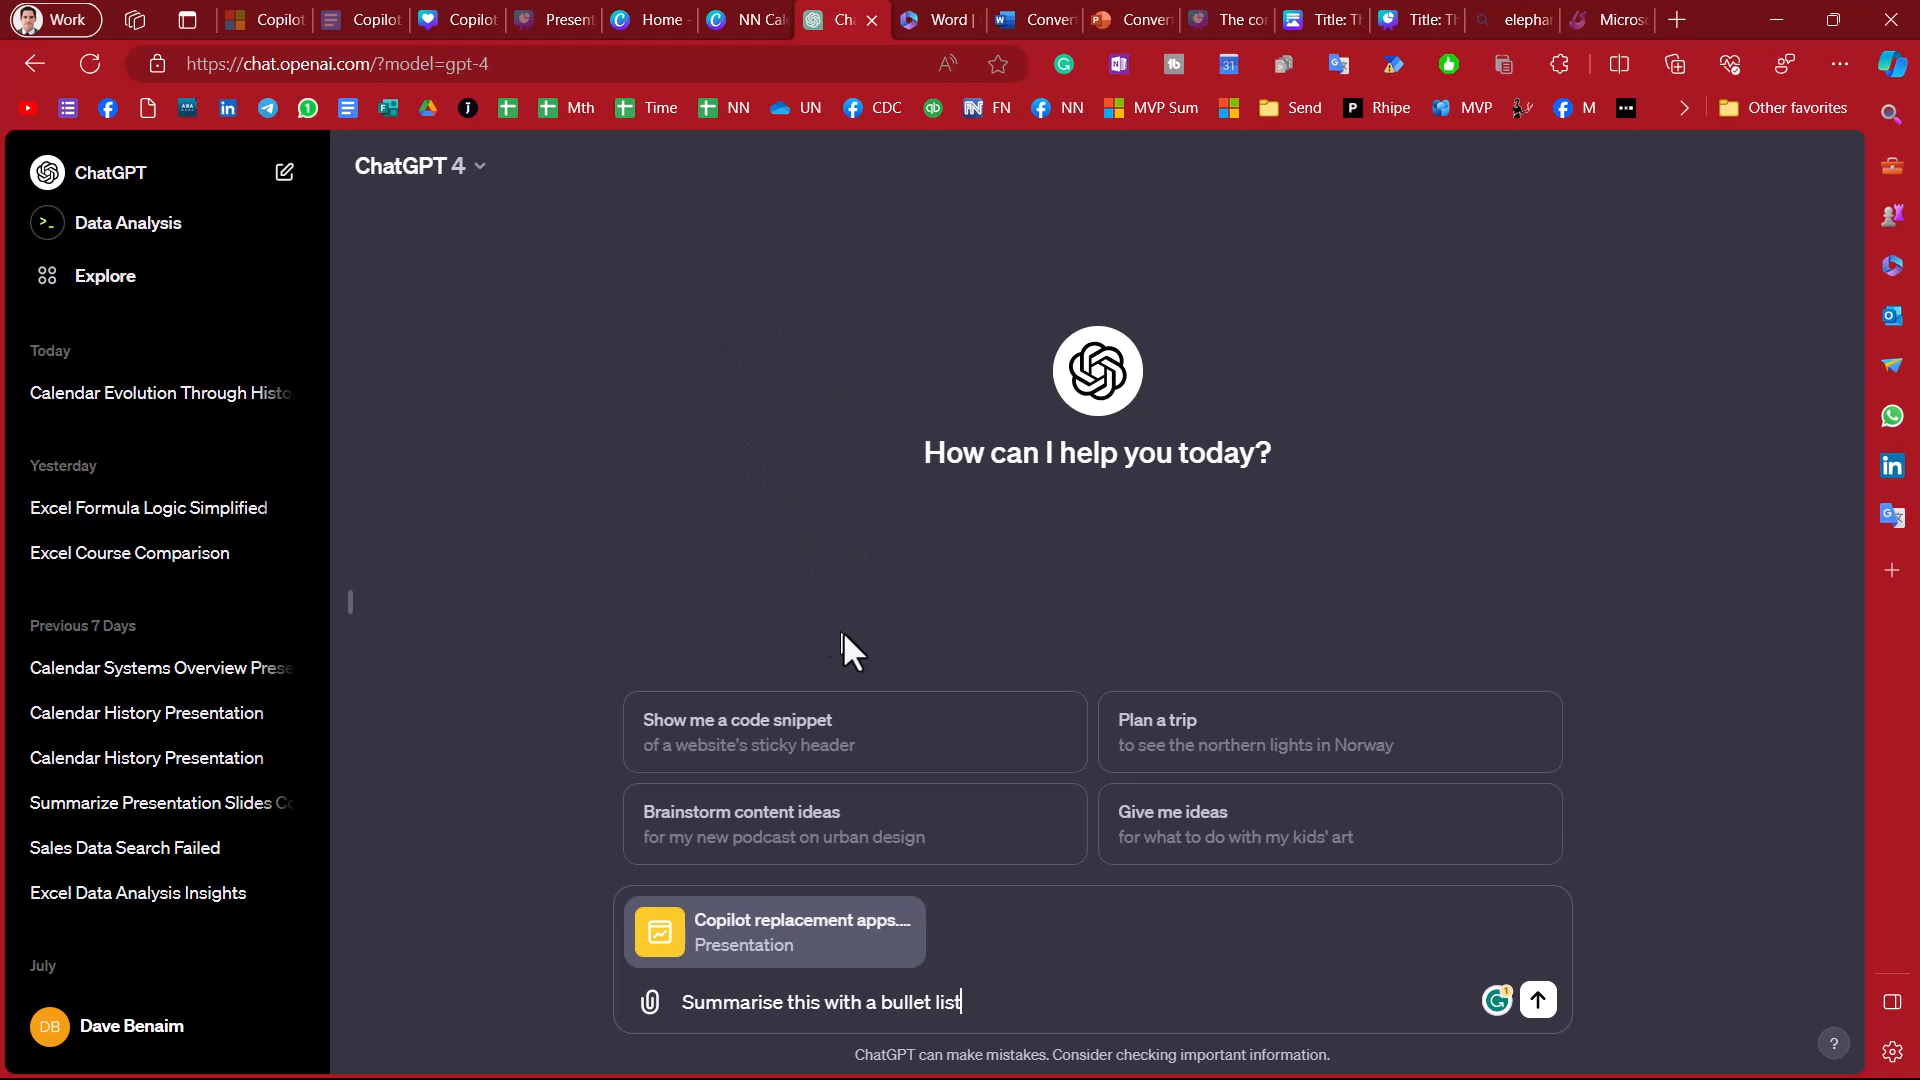 Work
Copilot
Copilot
Copilot
Present
Home -
NN Cal
Ch
Word |
Conver
Conver
The co
Title: Th
Title: Th
elephan
Micros
https://chat.openai.com/?model=gpt-4
Mth
Time
NN
UN
CDC
FN
NN
MVP Sum
Send
Rhipe
MVP
M
Other favorites
ChatGPT
Data Analysis
Explore
Today
Calendar Evolution Through Histo
Yesterday
Excel Formula Logic Simplified
Excel Course Comparison
Previous 7 Days
Calendar Systems Overview Prese
Calendar History Presentation
Calendar History Presentation
Summarize Presentation Slides Co
Sales Data Search Failed
Excel Data Analysis Insights
July
DB
Dave Benaim
ChatGPT 4
How can I help you today?
Show me a code snippet
of a website's sticky header
Plan a trip
to see the northern lights in Norway
Brainstorm content ideas
for my new podcast on urban design
Give me ideas
for what to do with my kids' art
Copilot replacement apps....
Presentation
Summarise this with a bullet list
ChatGPT can make mistakes. Consider checking important information.
?